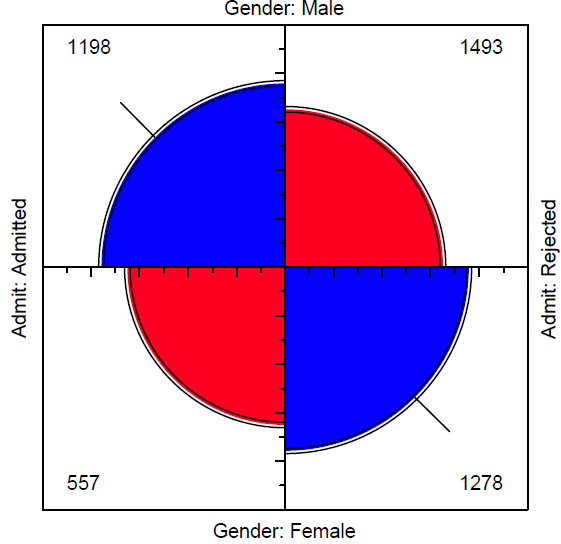 Gender: Male
1198
1493
Admit: Admitted
Admit: Rejected
557
1278
Gender: Female